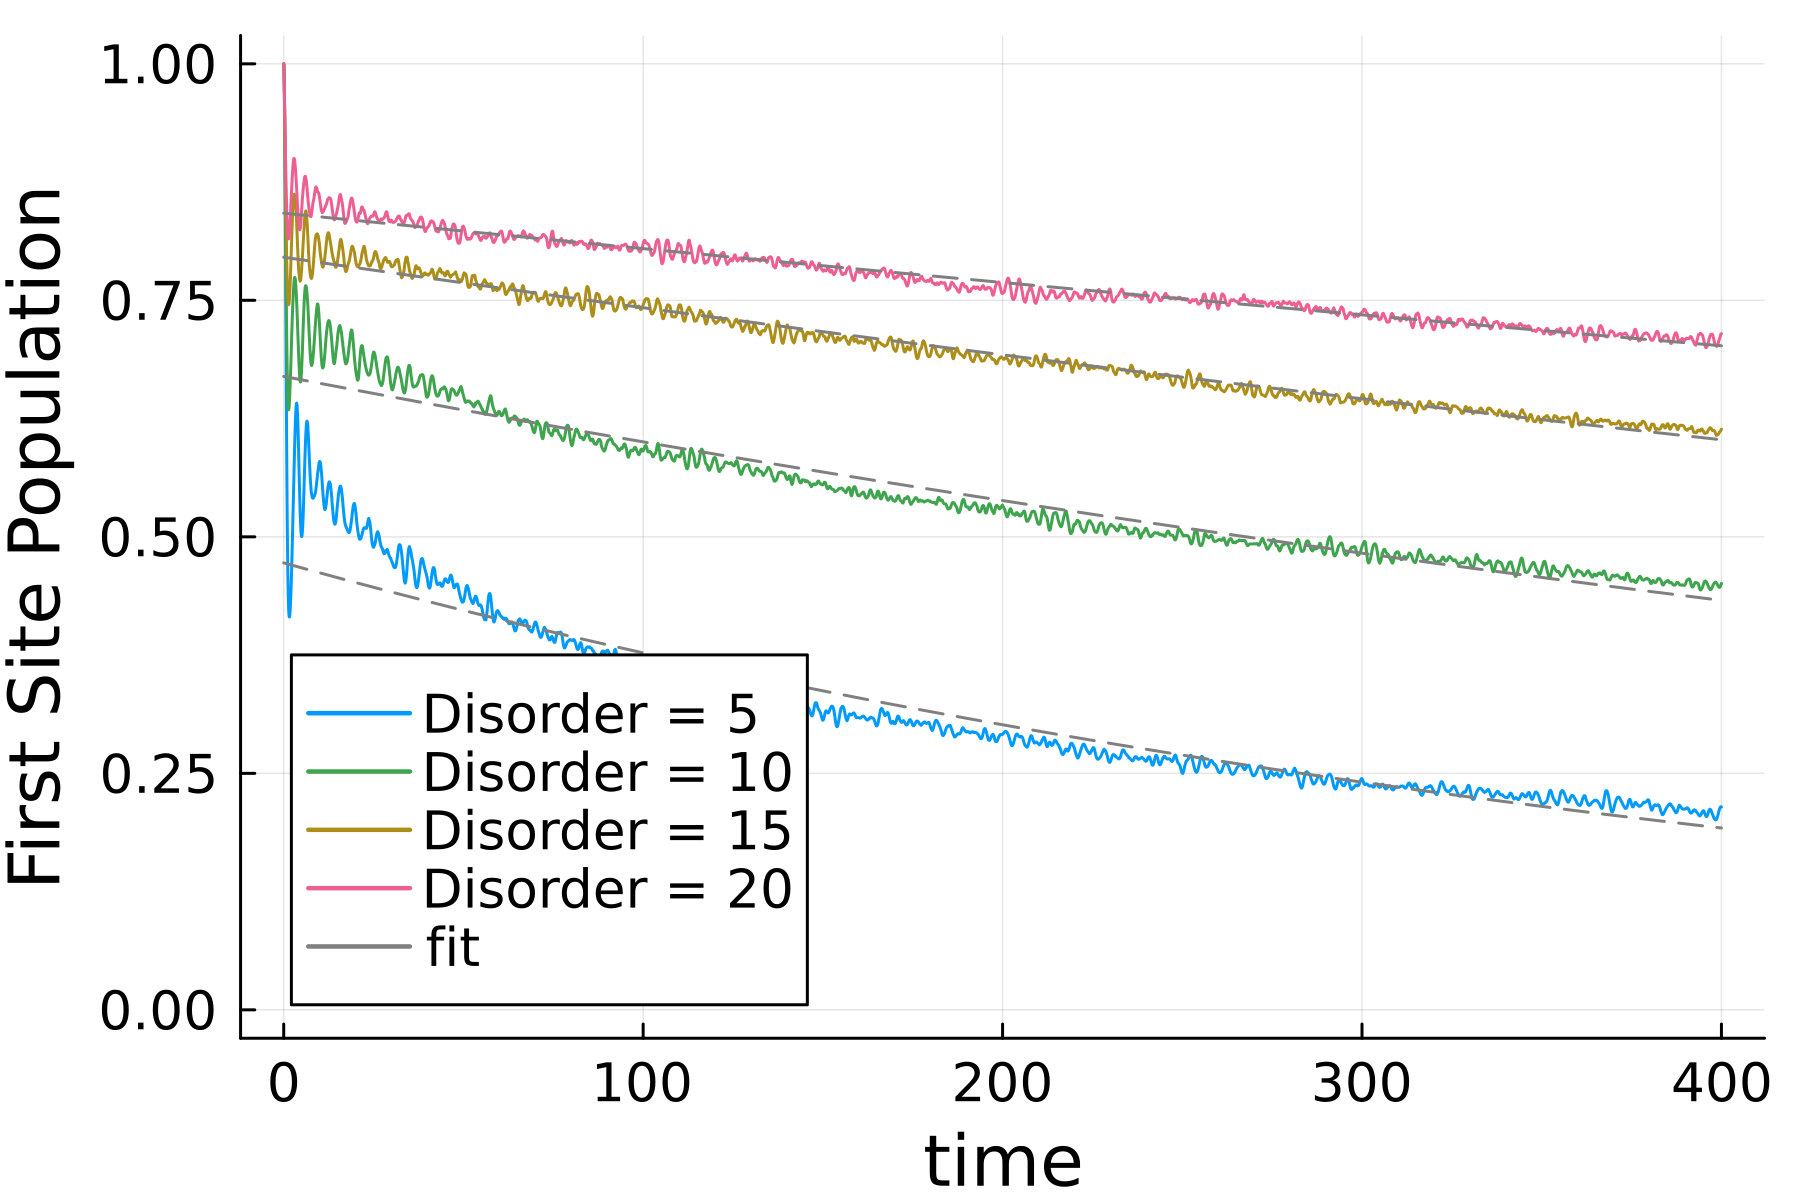 First Site Population
1.00
0.75
0.50
0.25
0.00
Disorder = 5
Disorder = 10
Disorder = 15
Disorder = 20
fit
0 100 200 300 400
time